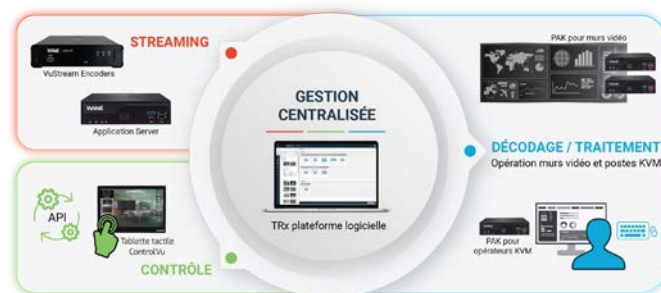 STREAMING
VuStream Encoders
Application Server
GESTION
CENTRALISÉE
TRx plateforme logicielle
PAK pour murs vidéo
DÉCODAGE / TRAITEMENT
Opération murs vidéo et postes KVM
PAK pour
opérateurs KVM
API
Tablette tactile
ControlVu
CONTRÔLE